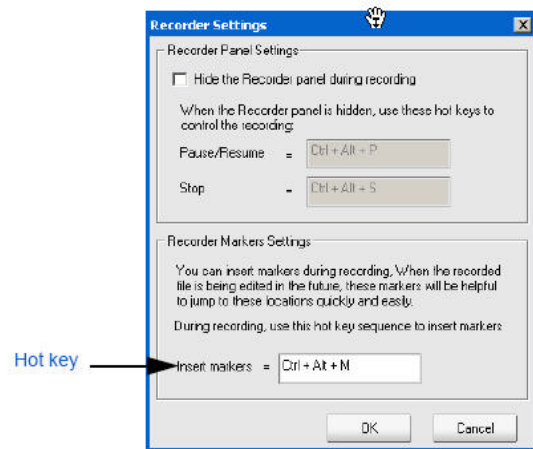 Recorder Settings
Recorder Panel Settings
Hide the Recorder panel during recording
When the Recorder panel is hidden, use these hot keys to
control the recording:
Pause/Resume = Ctrl + Alt + P
Stop = Ctrl + Alt + S
Recorder Markers Settings
You can insert markers during recording, When the recorded
file is being edited in the future, these markers will be helpful
to jump to these locations quickly and easily.
During recording, use this hot key sequence to insert markers
Hot key
Insert markers = Ctrl + Alt + M
OK Cancel